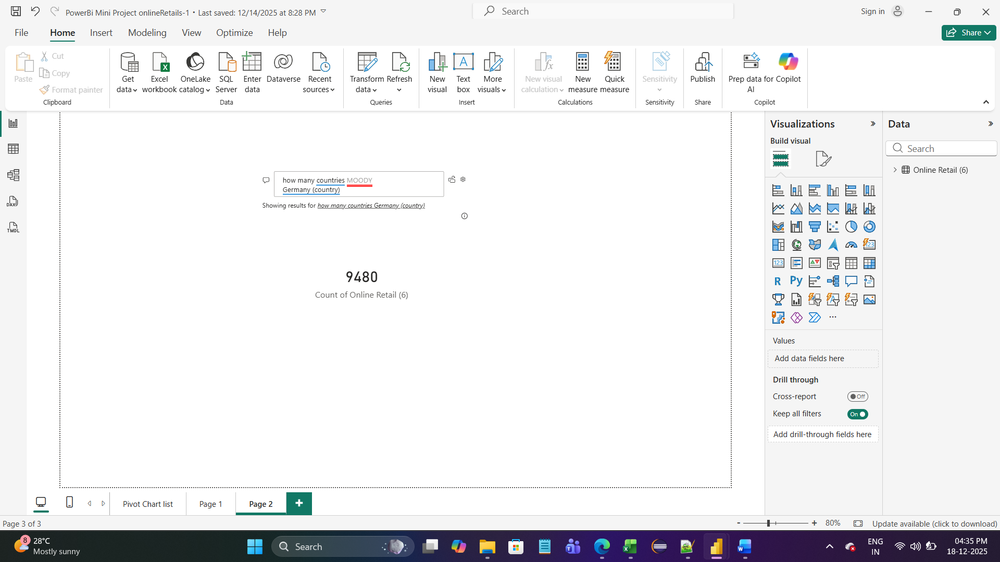 PowerBi Mini Project onlineRetails-1 • Last saved: 12/14/2025 at 8:28 PM
Search
Sign in
File
Home
Insert
Modeling
View
Optimize
Help
Share
Paste
Cut
Copy
Format painter
Clipboard
Get data
Excel workbook
OneLake catalog
SQL Server
Enter data
Dataverse
Recent sources
Data
Transform data
Refresh
Queries
New visual
Text box
More visuals
Insert
New visual calculation
New measure
Quick measure
Calculations
Sensitivity
Sensitivity
Publish
Share
Prep data for AI
Copilot
Copilot
DAX
TMDL
how many countries MOODY
Germany (country)
Showing results for how many countries Germany (country)
9480
Count of Online Retail (6)
Visualizations
Build visual
123
123
R
Py
Values
Add data fields here
Drill through
Cross-report
Off
Keep all filters
On
Add drill-through fields here
Data
Search
Online Retail (6)
Pivot Chart list
Page 1
Page 2
+
Page 3 of 3
- + 80%
Update available (click to download)
8
28°C
Mostly sunny
Search
ENG
IN
04:35 PM
18-12-2025